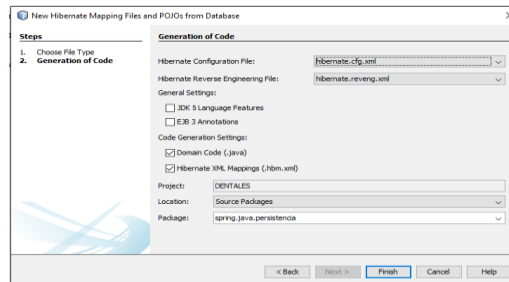 New Hibernate Mapping Files and POJOs from Database
Steps
1. Choose File Type
2. Generation of Code
Generation of Code
Hibernate Configuration File: hibernate.cfg.xml
Hibernate Reverse Engineering File: hibernate.reveng.xml
General Settings:
JDK 5 Language Features
EJB 3 Annotations
Code Generation Settings:
Domain Code (.java)
Hibernate XML Mappings (.hbm.xml)
Project: DENTALES
Location: Source Packages
Package: spring.java.persistencia
< Back Next > Finish Cancel Help